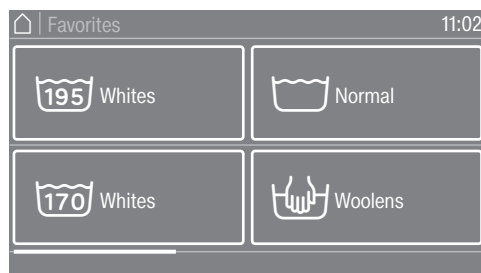 Favorites 11:02
195 Whites
Normal
170 Whites
Woolens